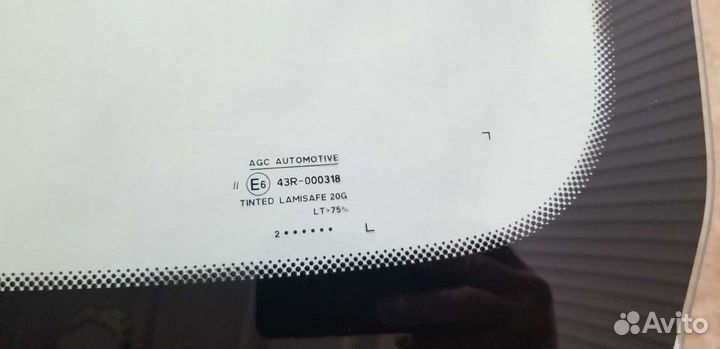 AGC AUTOMOTIVE
II E6 43R-000318
TINTED LAMISAFE 20G
LT>75%
2 ••••••
Avito